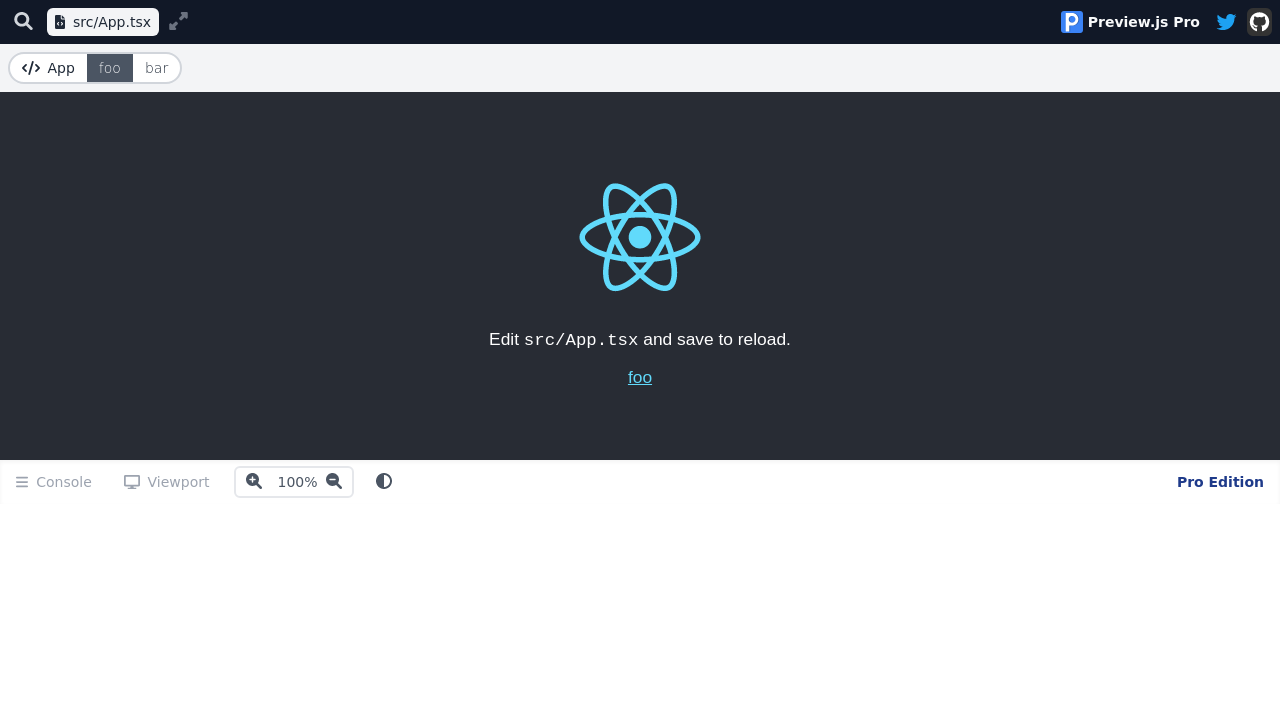 src/App.tsx
Preview.js Pro
App foo bar
Edit src/App.tsx and save to reload.
foo
Console Viewport 100% Pro Edition